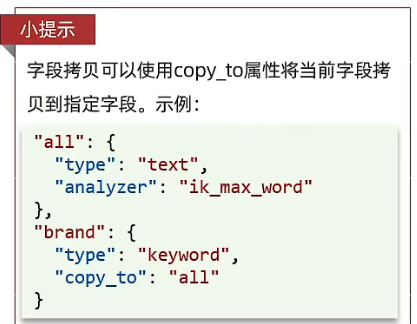 小提示
字段拷贝可以使用copy_to属性将当前字段拷
贝到指定字段。示例：
"all": {
  "type": "text",
  "analyzer": "ik_max_word"
},
"brand": {
  "type": "keyword",
  "copy_to": "all"
}